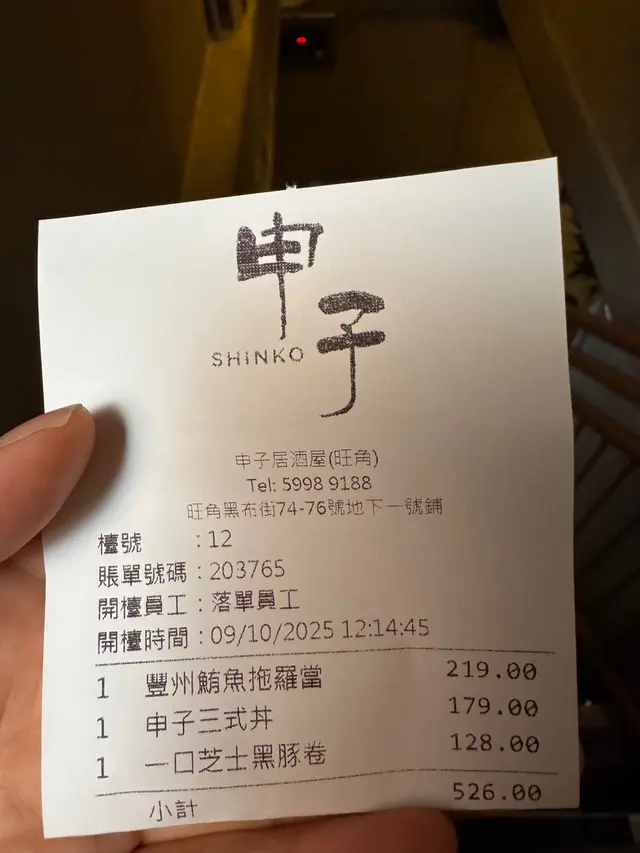 申子
SHINKO
申子居酒屋(旺角)
Tel: 5998 9188
旺角黑布街74-76號地下一號鋪
檯號 : 12
賬單號碼 : 203765
開檯員工 : 落單員工
開檯時間 : 09/10/2025 12:14:45
1 豐州鮪魚拖羅當 219.00
1 申子三式丼 179.00
1 一口芝士黑豚卷 128.00
小計 526.00